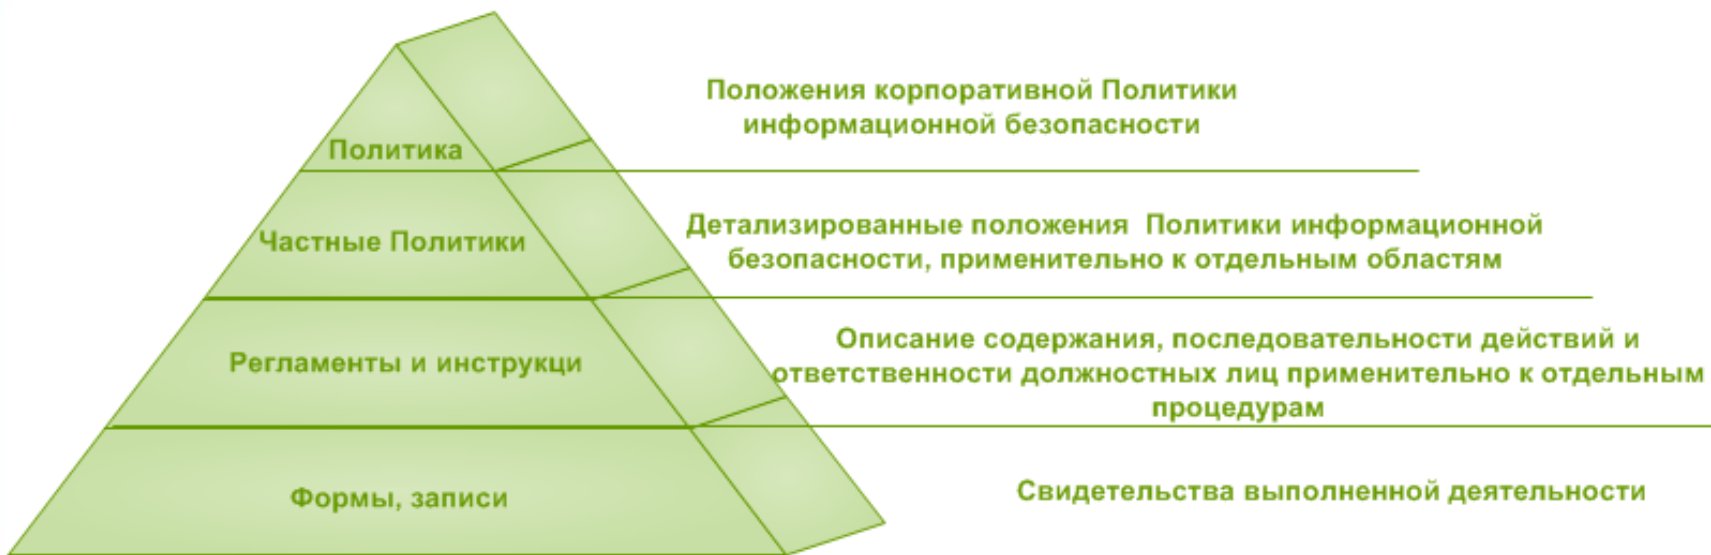 Положения корпоративной Политики
информационной безопасности
Политика
Детализированные положения Политики информационной
безопасности, применительно к отдельным областям
Частные Политики
Описание содержания, последовательности действий и
ответственности должностных лиц применительно к отдельным
процедурам
Регламенты и инструкци
Свидетельства выполненной деятельности
Формы, записи